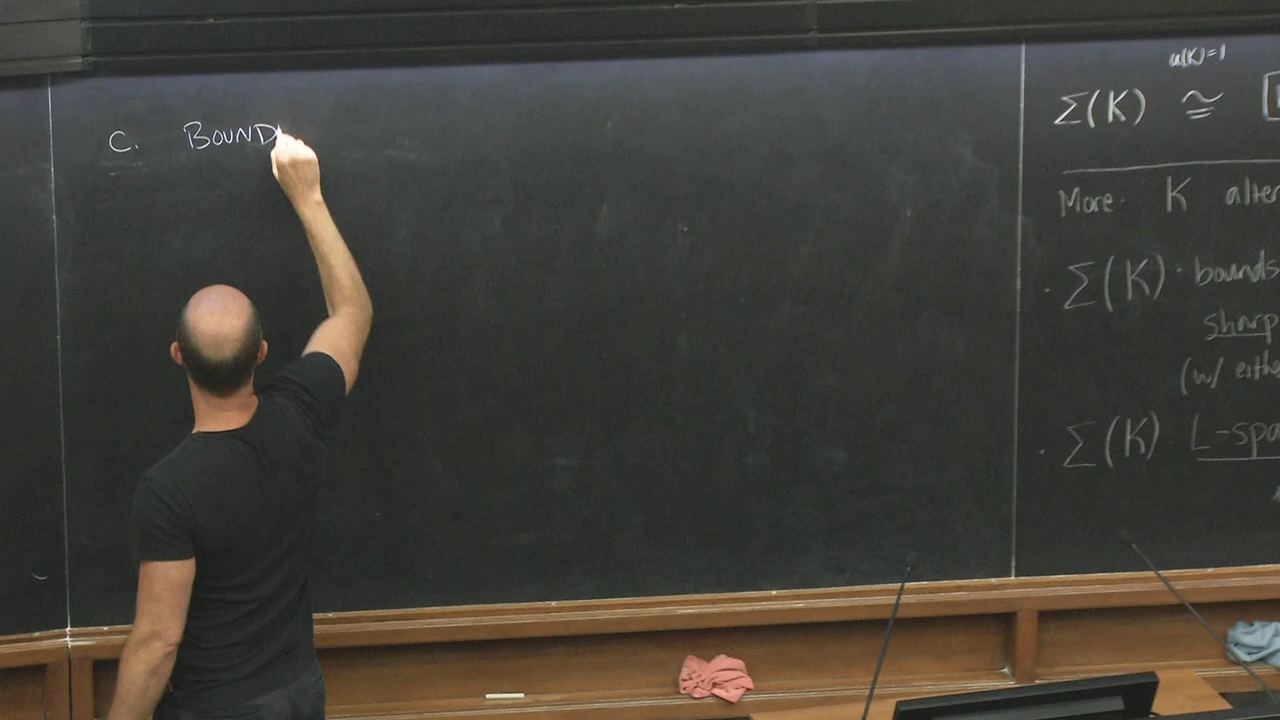 C. BOUND
u(K)=1
Σ(K) ≅
More K alter
· Σ(K) · bounds
sharp
(w/ eithe
· Σ(K) · L-spa